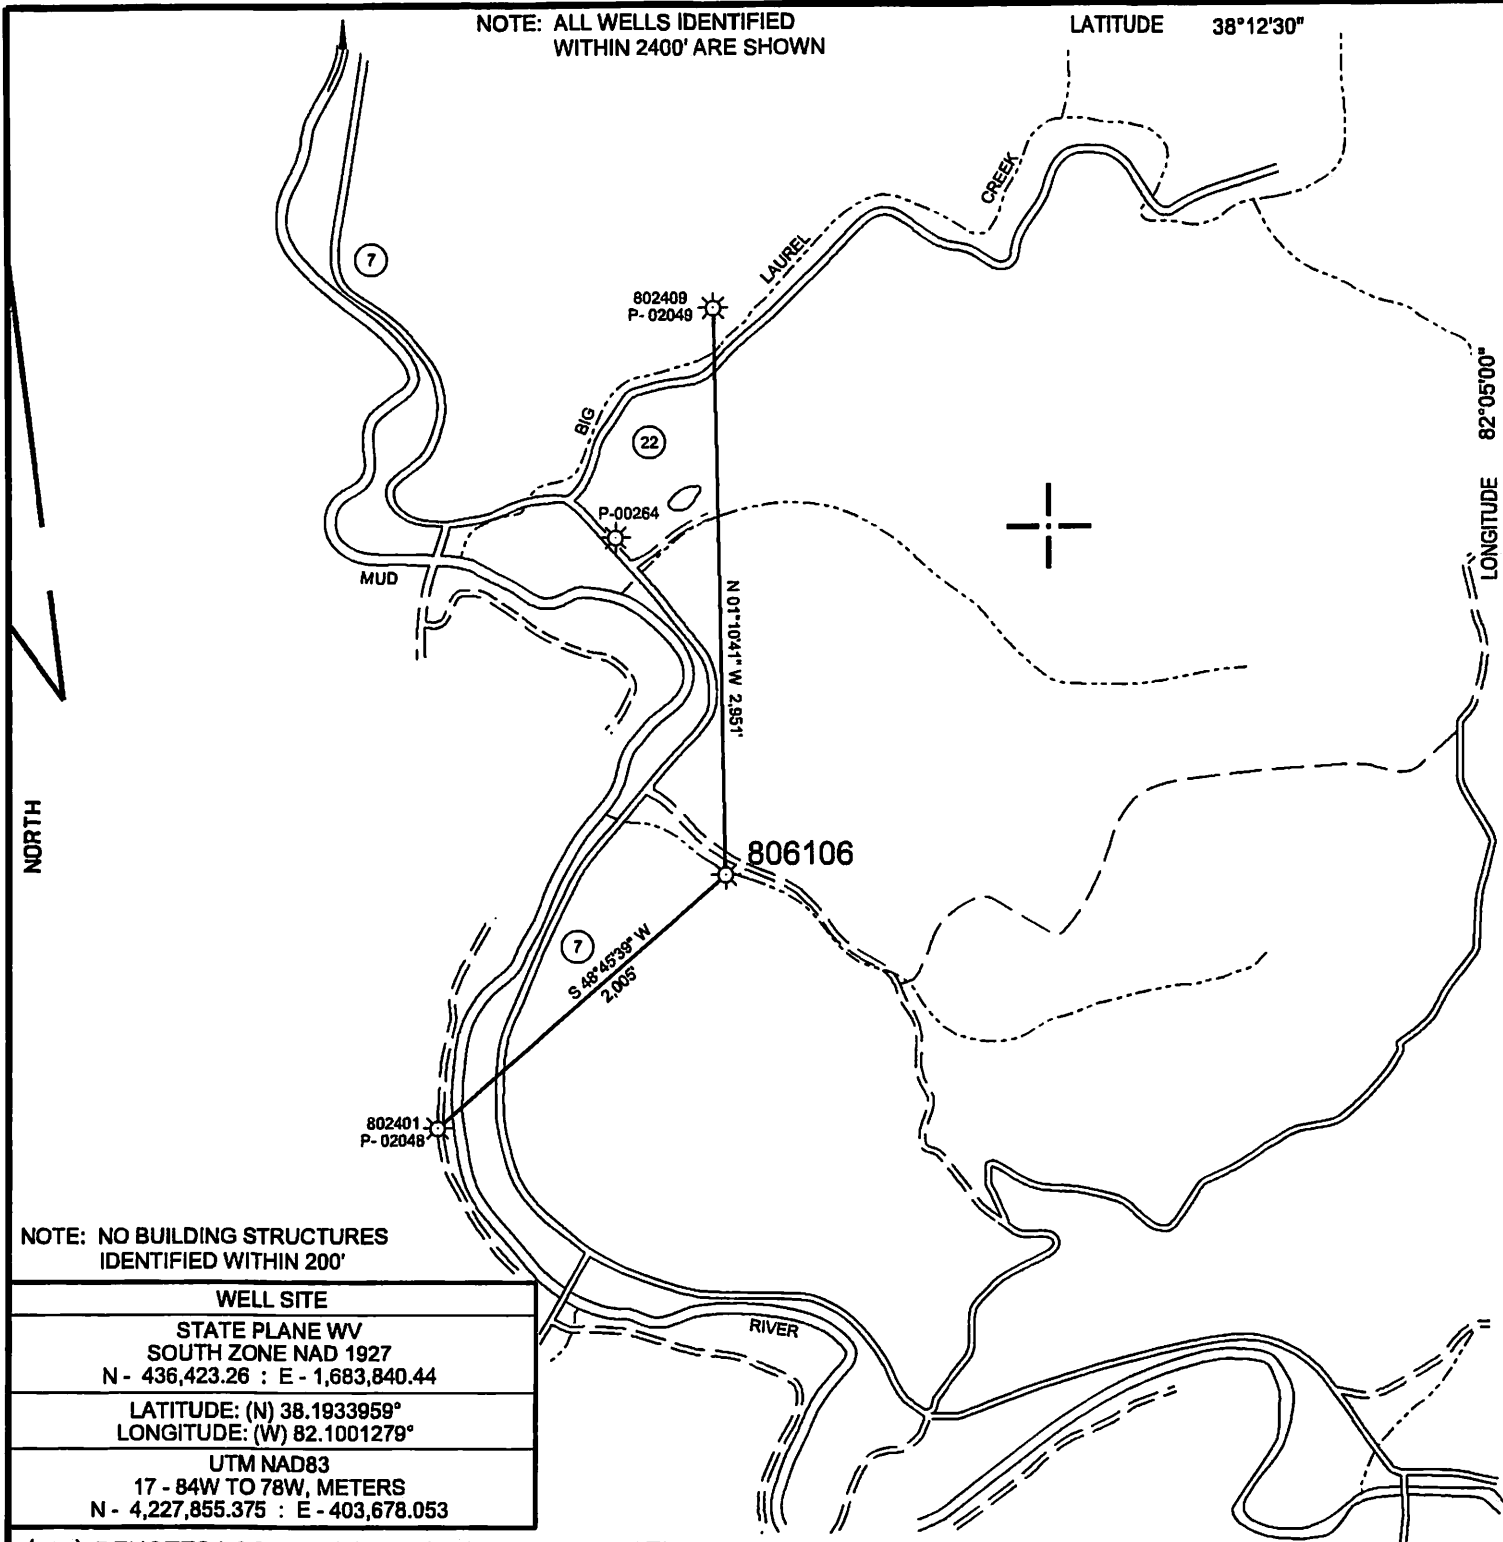 NOTE: ALL WELLS IDENTIFIED
WITHIN 2400' ARE SHOWN
LATITUDE 38°12'30"
CREEK
LAUREL
7
802409
P- 02049
BIG
22
P-00264
MUD
LONGITUDE 82°05'00"
N 01°10'41" W 2,951'
NORTH
806106
7
S 48°45'39" W
2,005'
802401
P- 02048
NOTE: NO BUILDING STRUCTURES
IDENTIFIED WITHIN 200'
RIVER
WELL SITE
STATE PLANE WV
SOUTH ZONE NAD 1927
N - 436,423.26 : E - 1,683,840.44
LATITUDE: (N) 38.1933959°
LONGITUDE: (W) 82.1001279°
UTM NAD83
17 - 84W TO 78W, METERS
N - 4,227,855.375 : E - 403,678.053